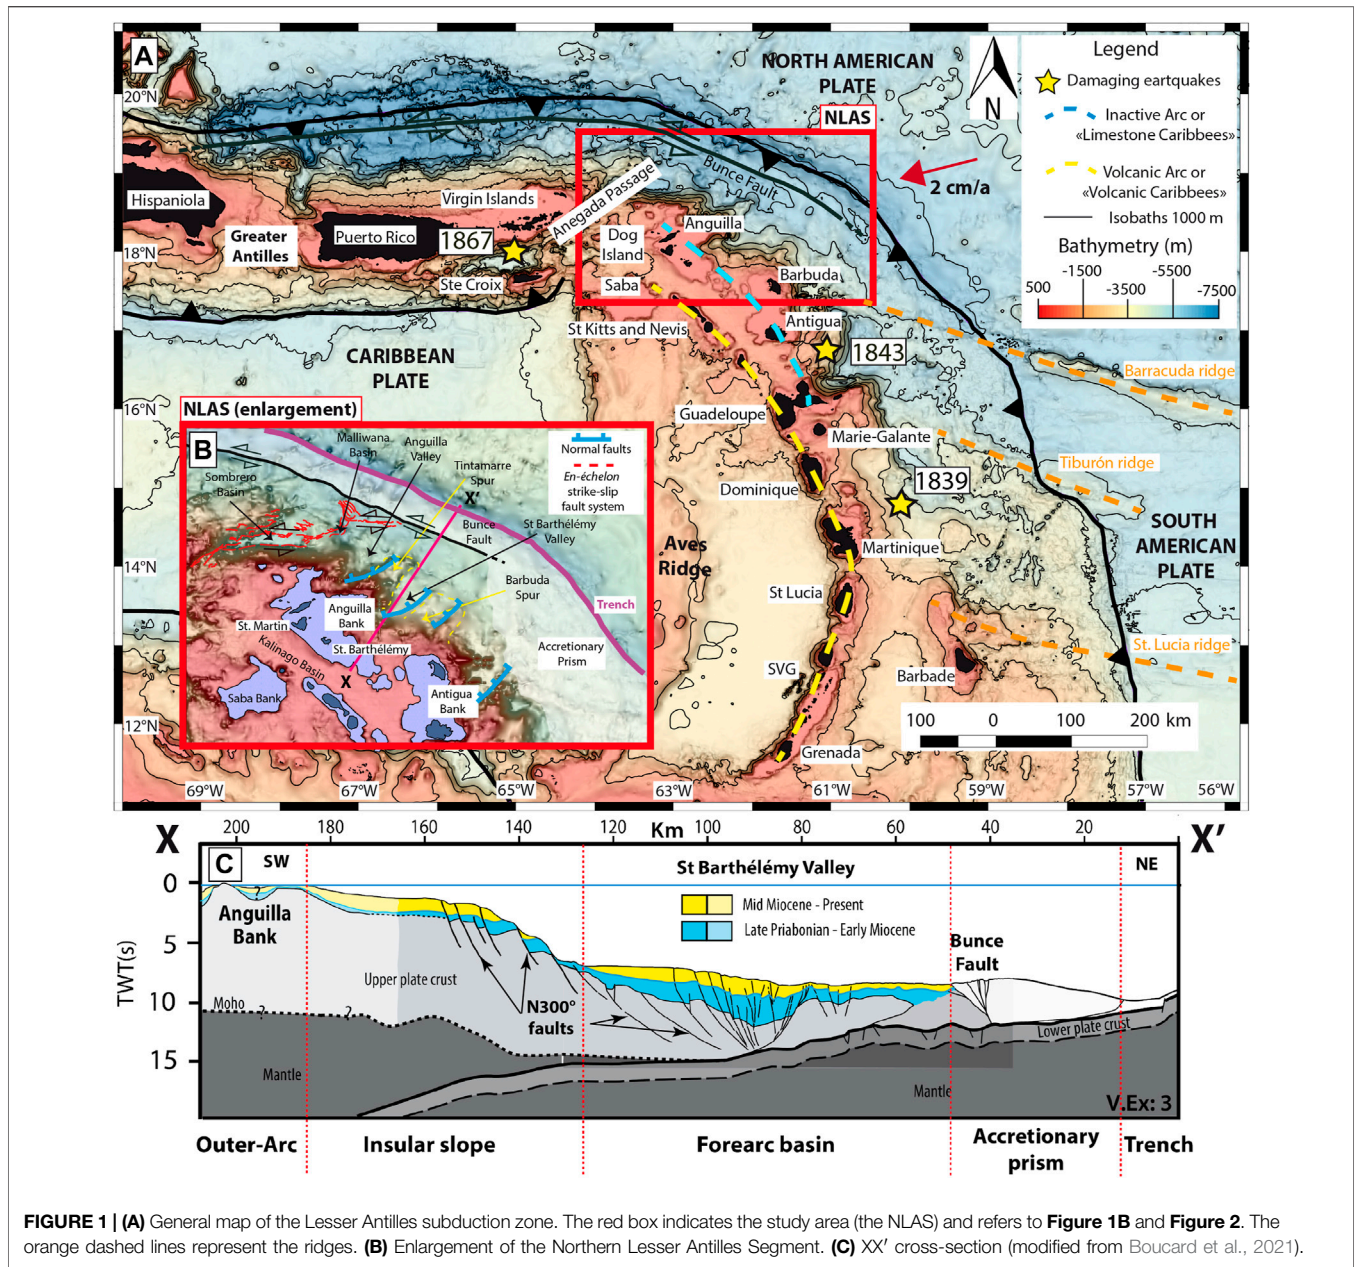 A
NORTH AMERICAN
PLATE
N
Legend
Damaging eartquakes
Inactive Arc or
«Limestone Caribbees»
Volcanic Arc or
«Volcanic Caribbees»
Isobaths 1000 m
Bathymetry (m)
-1500 -5500
500 -3500 -7500
20°N
18°N
16°N
14°N
12°N
NLAS
Bunce Fault
2 cm/a
Hispaniola
Virgin Islands
Anegada Passage
Greater
Antilles
Puerto Rico
1867
Ste Croix
Dog
Island
Anguilla
Saba
Barbuda
St Kitts and Nevis
Antigua
1843
CARIBBEAN
PLATE
Barracuda ridge
Guadeloupe
Marie-Galante
Tiburón ridge
Dominique
1839
SOUTH
AMERICAN
PLATE
Aves
Ridge
Martinique
St Lucia
St. Lucia ridge
SVG
Barbade
Grenada
100 0 100 200 km
69°W 67°W 65°W 63°W 61°W 59°W 57°W 56°W
NLAS (enlargement)
B
Malliwana
Basin
Anguilla
Valley
Normal faults
En-échelon
strike-slip
fault system
Sombrero
Basin
Tintamarre
Spur
X'
Bunce
Fault
St Barthélémy
Valley
Barbuda
Spur
Trench
Anguilla
Bank
St. Martin
St. Barthélémy
Kalinago Basin
X
Accretionary
Prism
Saba Bank
Antigua
Bank
X 200 180 160 140 120 Km 100 80 60 40 20 X'
C
SW
St Barthélémy Valley
NE
TWT(s)
0
5
10
15
Anguilla
Bank
?
Mid Miocene - Present
Late Priabonian - Early Miocene
Bunce
Fault
Upper plate crust
Moho
?
?
N300°
faults
Lower plate crust
Mantle
Mantle
V.Ex: 3
Outer-Arc
Insular slope
Forearc basin
Accretionary
prism
Trench
FIGURE 1 | (A) General map of the Lesser Antilles subduction zone. The red box indicates the study area (the NLAS) and refers to Figure 1B and Figure 2. The
orange dashed lines represent the ridges. (B) Enlargement of the Northern Lesser Antilles Segment. (C) XX′ cross-section (modified from Boucard et al., 2021).